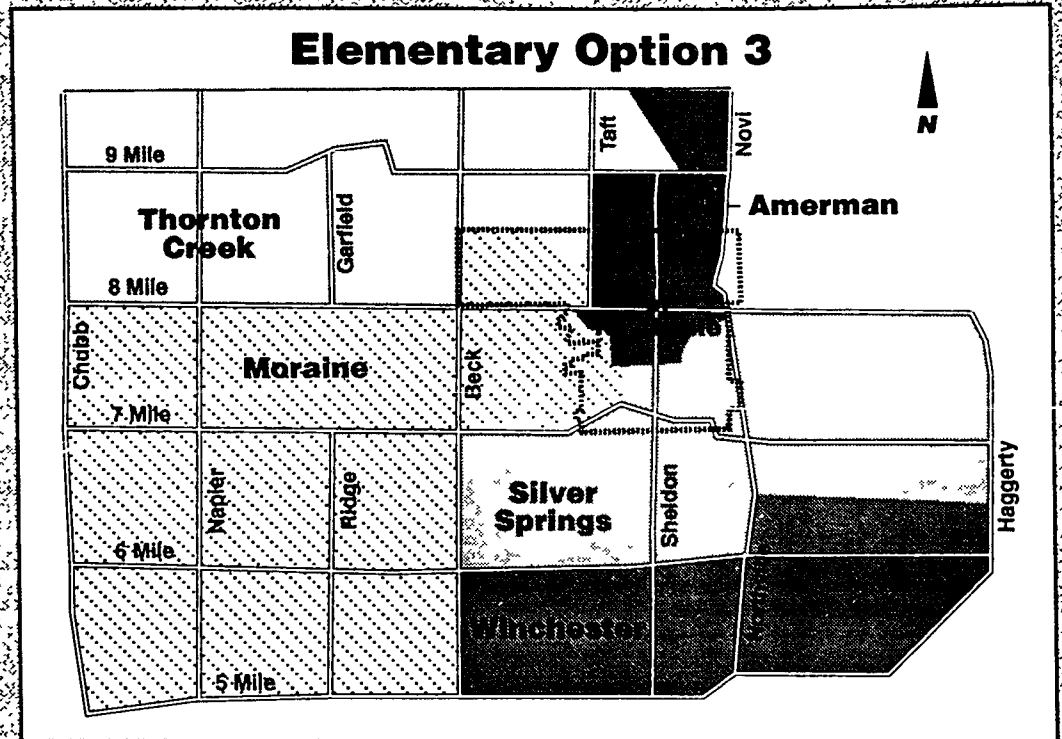 Elementary Option 3
N
Taft
Novi
9 Mile
Amerman
Thornton
Creek
Garfield
8 Mile
Chubb
Moraine
Beck
7 Mile
Napier
Ridge
Silver
Springs
Sheldon
Haggerty
6 Mile
Winchester
5 Mile